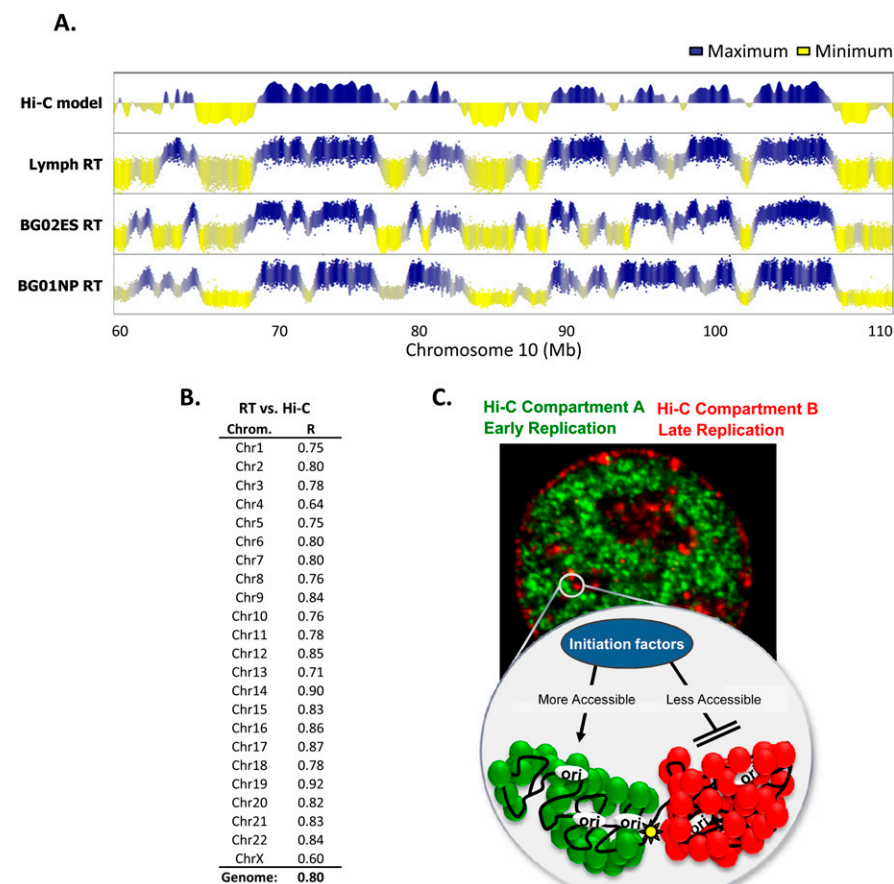 A.
Maximum Minimum
Hi-C model
Lymph RT
BG02ES RT
BG01NP RT
60 70 80 90 100 110
Chromosome 10 (Mb)
B.
RT vs. Hi-C
Chrom. R
Chr1 0.75
Chr2 0.80
Chr3 0.78
Chr4 0.64
Chr5 0.75
Chr6 0.80
Chr7 0.80
Chr8 0.76
Chr9 0.84
Chr10 0.76
Chr11 0.78
Chr12 0.85
Chr13 0.71
Chr14 0.90
Chr15 0.83
Chr16 0.86
Chr17 0.87
Chr18 0.78
Chr19 0.92
Chr20 0.82
Chr21 0.83
Chr22 0.84
ChrX 0.60
Genome: 0.80
C.
Hi-C Compartment A Hi-C Compartment B
Early Replication Late Replication
Initiation factors
More Accessible Less Accessible
ori ori
ori ori ori